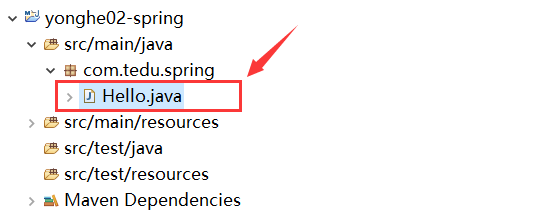 yonghe02-spring
src/main/java
com.tedu.spring
Hello.java
src/main/resources
src/test/java
src/test/resources
Maven Dependencies